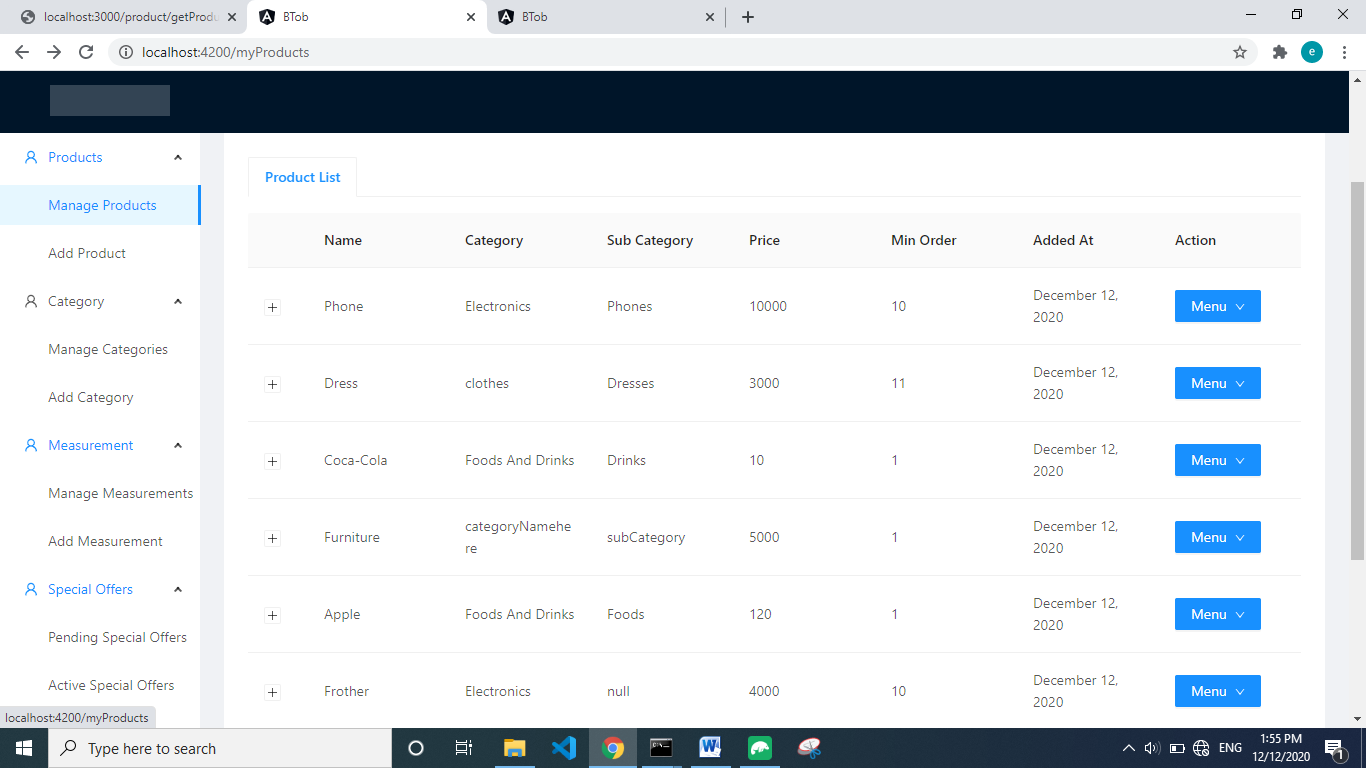 localhost:3000/product/getProdu
BTob
BTob
localhost:4200/myProducts
e
Products
Manage Products
Add Product
Category
Manage Categories
Add Category
Measurement
Manage Measurements
Add Measurement
Special Offers
Pending Special Offers
Active Special Offers
Product List
Name Category Sub Category Price Min Order Added At Action
Phone Electronics Phones 10000 10 December 12, Menu
2020
Dress clothes Dresses 3000 11 December 12, Menu
2020
Coca-Cola Foods And Drinks Drinks 10 1 December 12, Menu
2020
Furniture categoryNamehe subCategory 5000 1 December 12, Menu
re 2020
Apple Foods And Drinks Foods 120 1 December 12, Menu
2020
Frother Electronics null 4000 10 December 12, Menu
2020
localhost:4200/myProducts
Type here to search
ENG
1:55 PM
12/12/2020
1